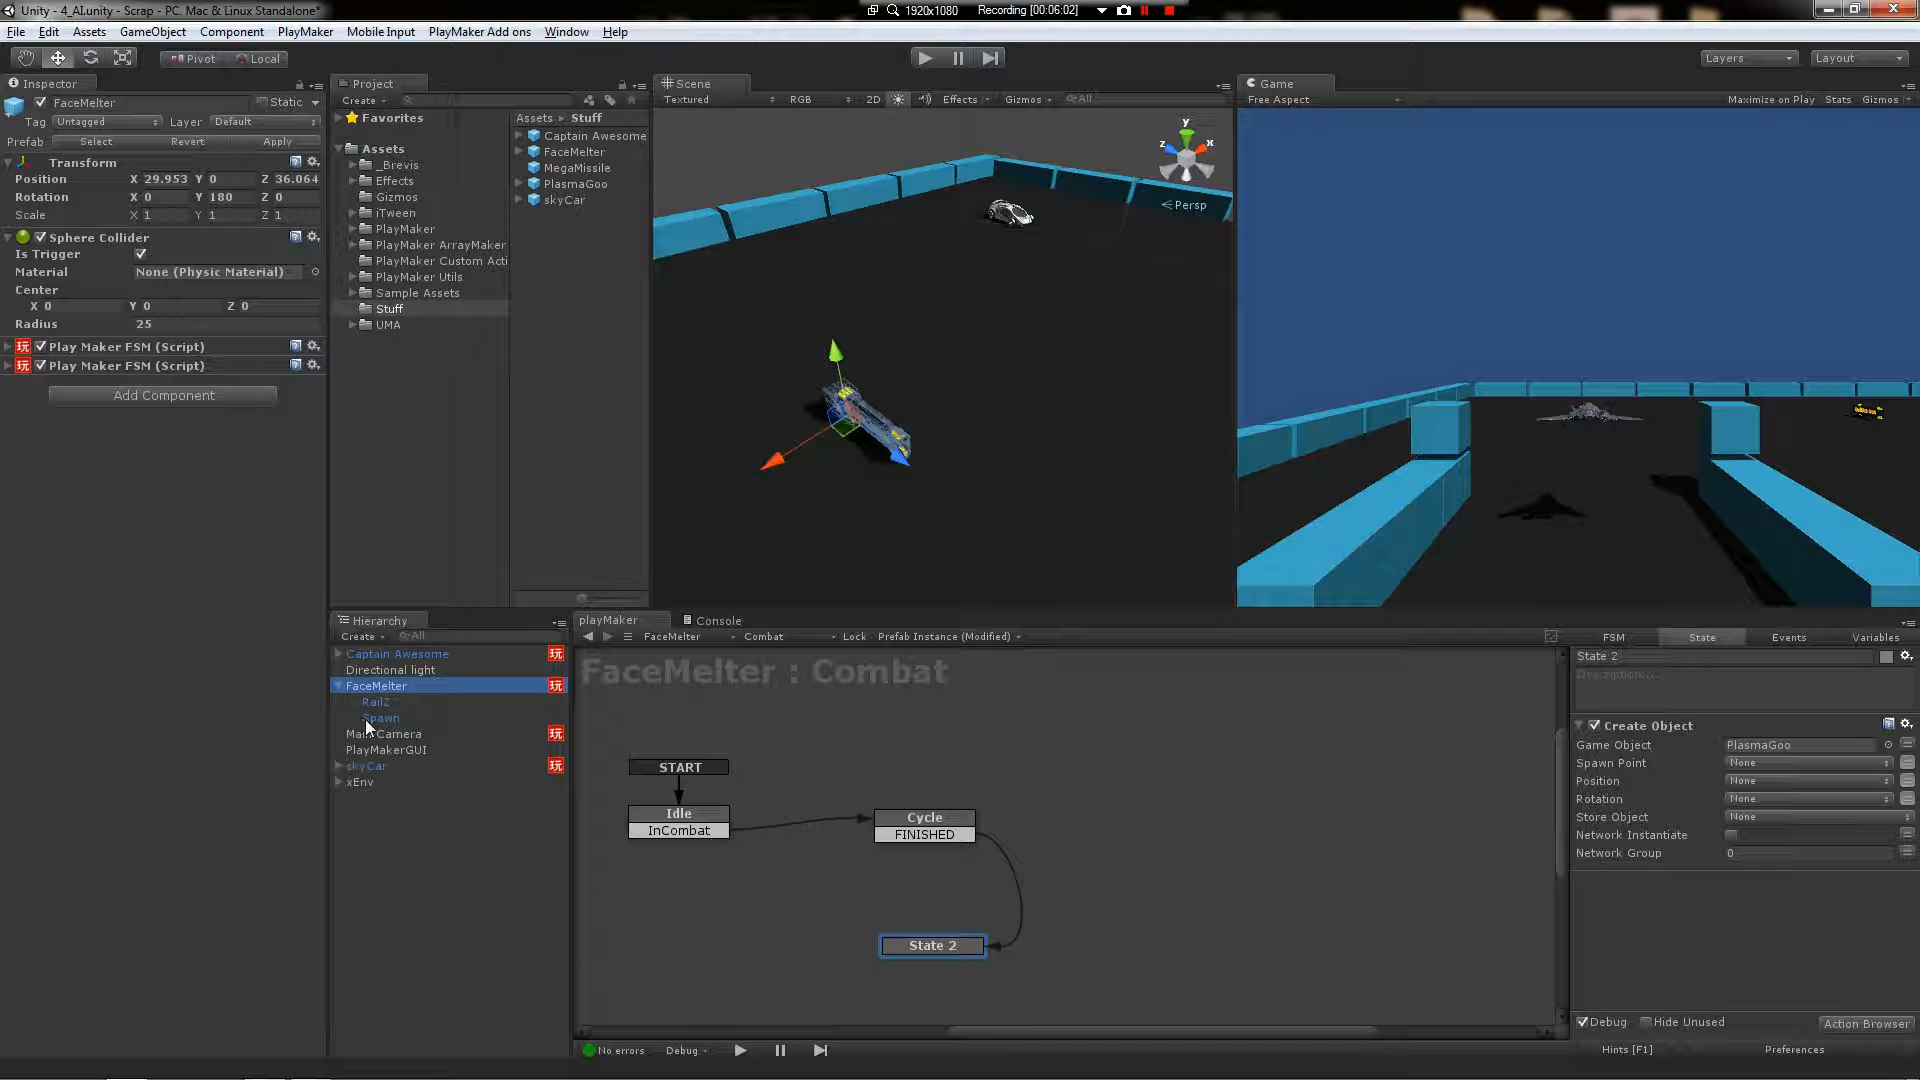 Unity - 4_AI.unity - Scrap - PC, Mac & Linux Standalone*
1920x1080
Recording [00:06:02]
File Edit Assets GameObject Component PlayMaker Mobile Input PlayMaker Add ons Window Help
Pivot Local
Layers Layout
Inspector
FaceMelter Static
Tag Untagged Layer Default
Prefab Select Revert Apply
Transform
Position X 29.953 Y 0 Z 36.064
Rotation X 0 Y 180 Z 0
Scale X 1 Y 1 Z 1
Sphere Collider
Is Trigger
Material None (Physic Material)
Center
X 0 Y 0 Z 0
Radius 25
玩 Play Maker FSM (Script)
玩 Play Maker FSM (Script)
Add Component
Project
Create
Favorites
Assets
_Brevis
Effects
Gizmos
iTween
PlayMaker
PlayMaker ArrayMaker
PlayMaker Custom Acti
PlayMaker Utils
Sample Assets
Stuff
UMA
Assets Stuff
Captain Awesome
FaceMelter
MegaMissile
PlasmaGoo
skyCar
Scene
Textured RGB 2D Effects Gizmos All
y
z x
Persp
Game
Free Aspect Maximize on Play Stats Gizmos
Hierarchy
Create All
Captain Awesome 玩
Directional light
FaceMelter 玩
Rail2
Spawn
Main Camera 玩
PlayMakerGUI
skyCar 玩
xEnv
playMaker Console
FaceMelter Combat Lock Prefab Instance (Modified)
FaceMelter : Combat
START
Idle
InCombat
Cycle
FINISHED
State 2
No errors Debug
FSM State Events Variables
State 2
Description...
Create Object
Game Object PlasmaGoo
Spawn Point None
Position None
Rotation None
Store Object None
Network Instantiate
Network Group 0
Debug Hide Unused Action Browser
Hints [F1] Preferences